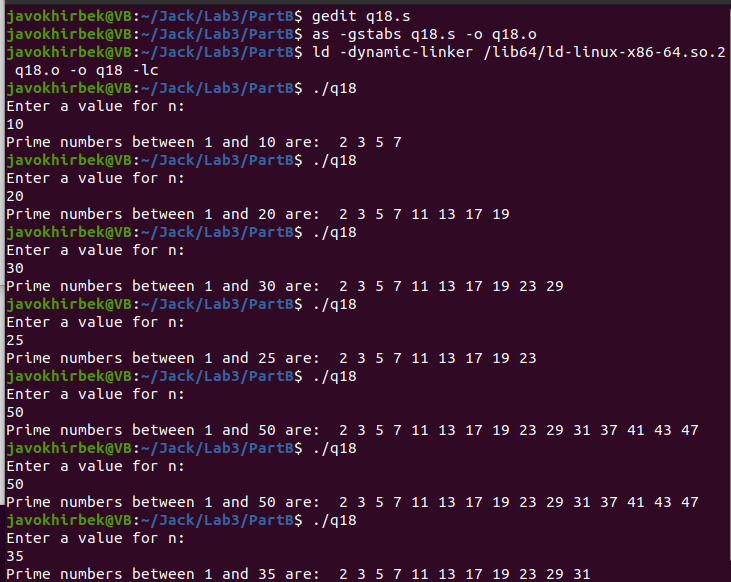 javokhirbek@VB:~/Jack/Lab3/PartB$ gedit q18.s
javokhirbek@VB:~/Jack/Lab3/PartB$ as -gstabs q18.s -o q18.o
javokhirbek@VB:~/Jack/Lab3/PartB$ ld -dynamic-linker /lib64/ld-linux-x86-64.so.2
 q18.o -o q18 -lc
javokhirbek@VB:~/Jack/Lab3/PartB$ ./q18
Enter a value for n:
10
Prime numbers between 1 and 10 are:  2 3 5 7
javokhirbek@VB:~/Jack/Lab3/PartB$ ./q18
Enter a value for n:
20
Prime numbers between 1 and 20 are:  2 3 5 7 11 13 17 19
javokhirbek@VB:~/Jack/Lab3/PartB$ ./q18
Enter a value for n:
30
Prime numbers between 1 and 30 are:  2 3 5 7 11 13 17 19 23 29
javokhirbek@VB:~/Jack/Lab3/PartB$ ./q18
Enter a value for n:
25
Prime numbers between 1 and 25 are:  2 3 5 7 11 13 17 19 23
javokhirbek@VB:~/Jack/Lab3/PartB$ ./q18
Enter a value for n:
50
Prime numbers between 1 and 50 are:  2 3 5 7 11 13 17 19 23 29 31 37 41 43 47
javokhirbek@VB:~/Jack/Lab3/PartB$ ./q18
Enter a value for n:
50
Prime numbers between 1 and 50 are:  2 3 5 7 11 13 17 19 23 29 31 37 41 43 47
javokhirbek@VB:~/Jack/Lab3/PartB$ ./q18
Enter a value for n:
35
Prime numbers between 1 and 35 are:  2 3 5 7 11 13 17 19 23 29 31